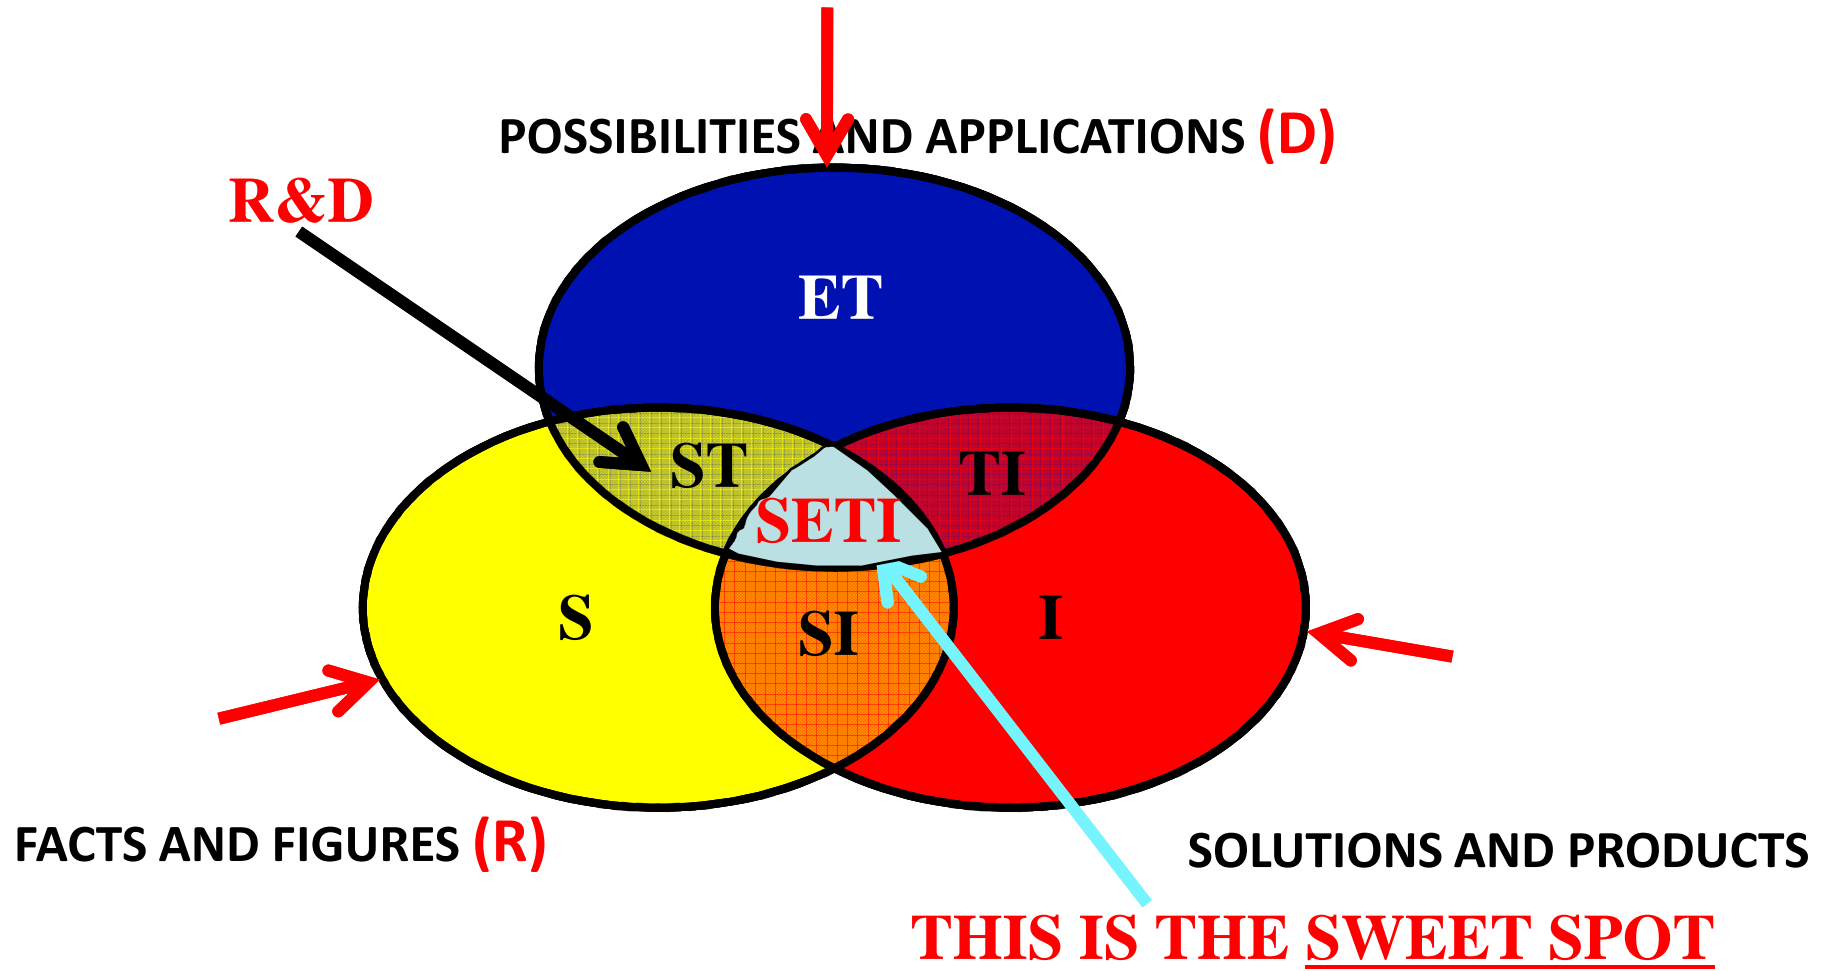 POSSIBILITIES AND APPLICATIONS (D)
R&D
ET
ST
TI
SETI
S
SI
I
FACTS AND FIGURES (R)
SOLUTIONS AND PRODUCTS
THIS IS THE SWEET SPOT